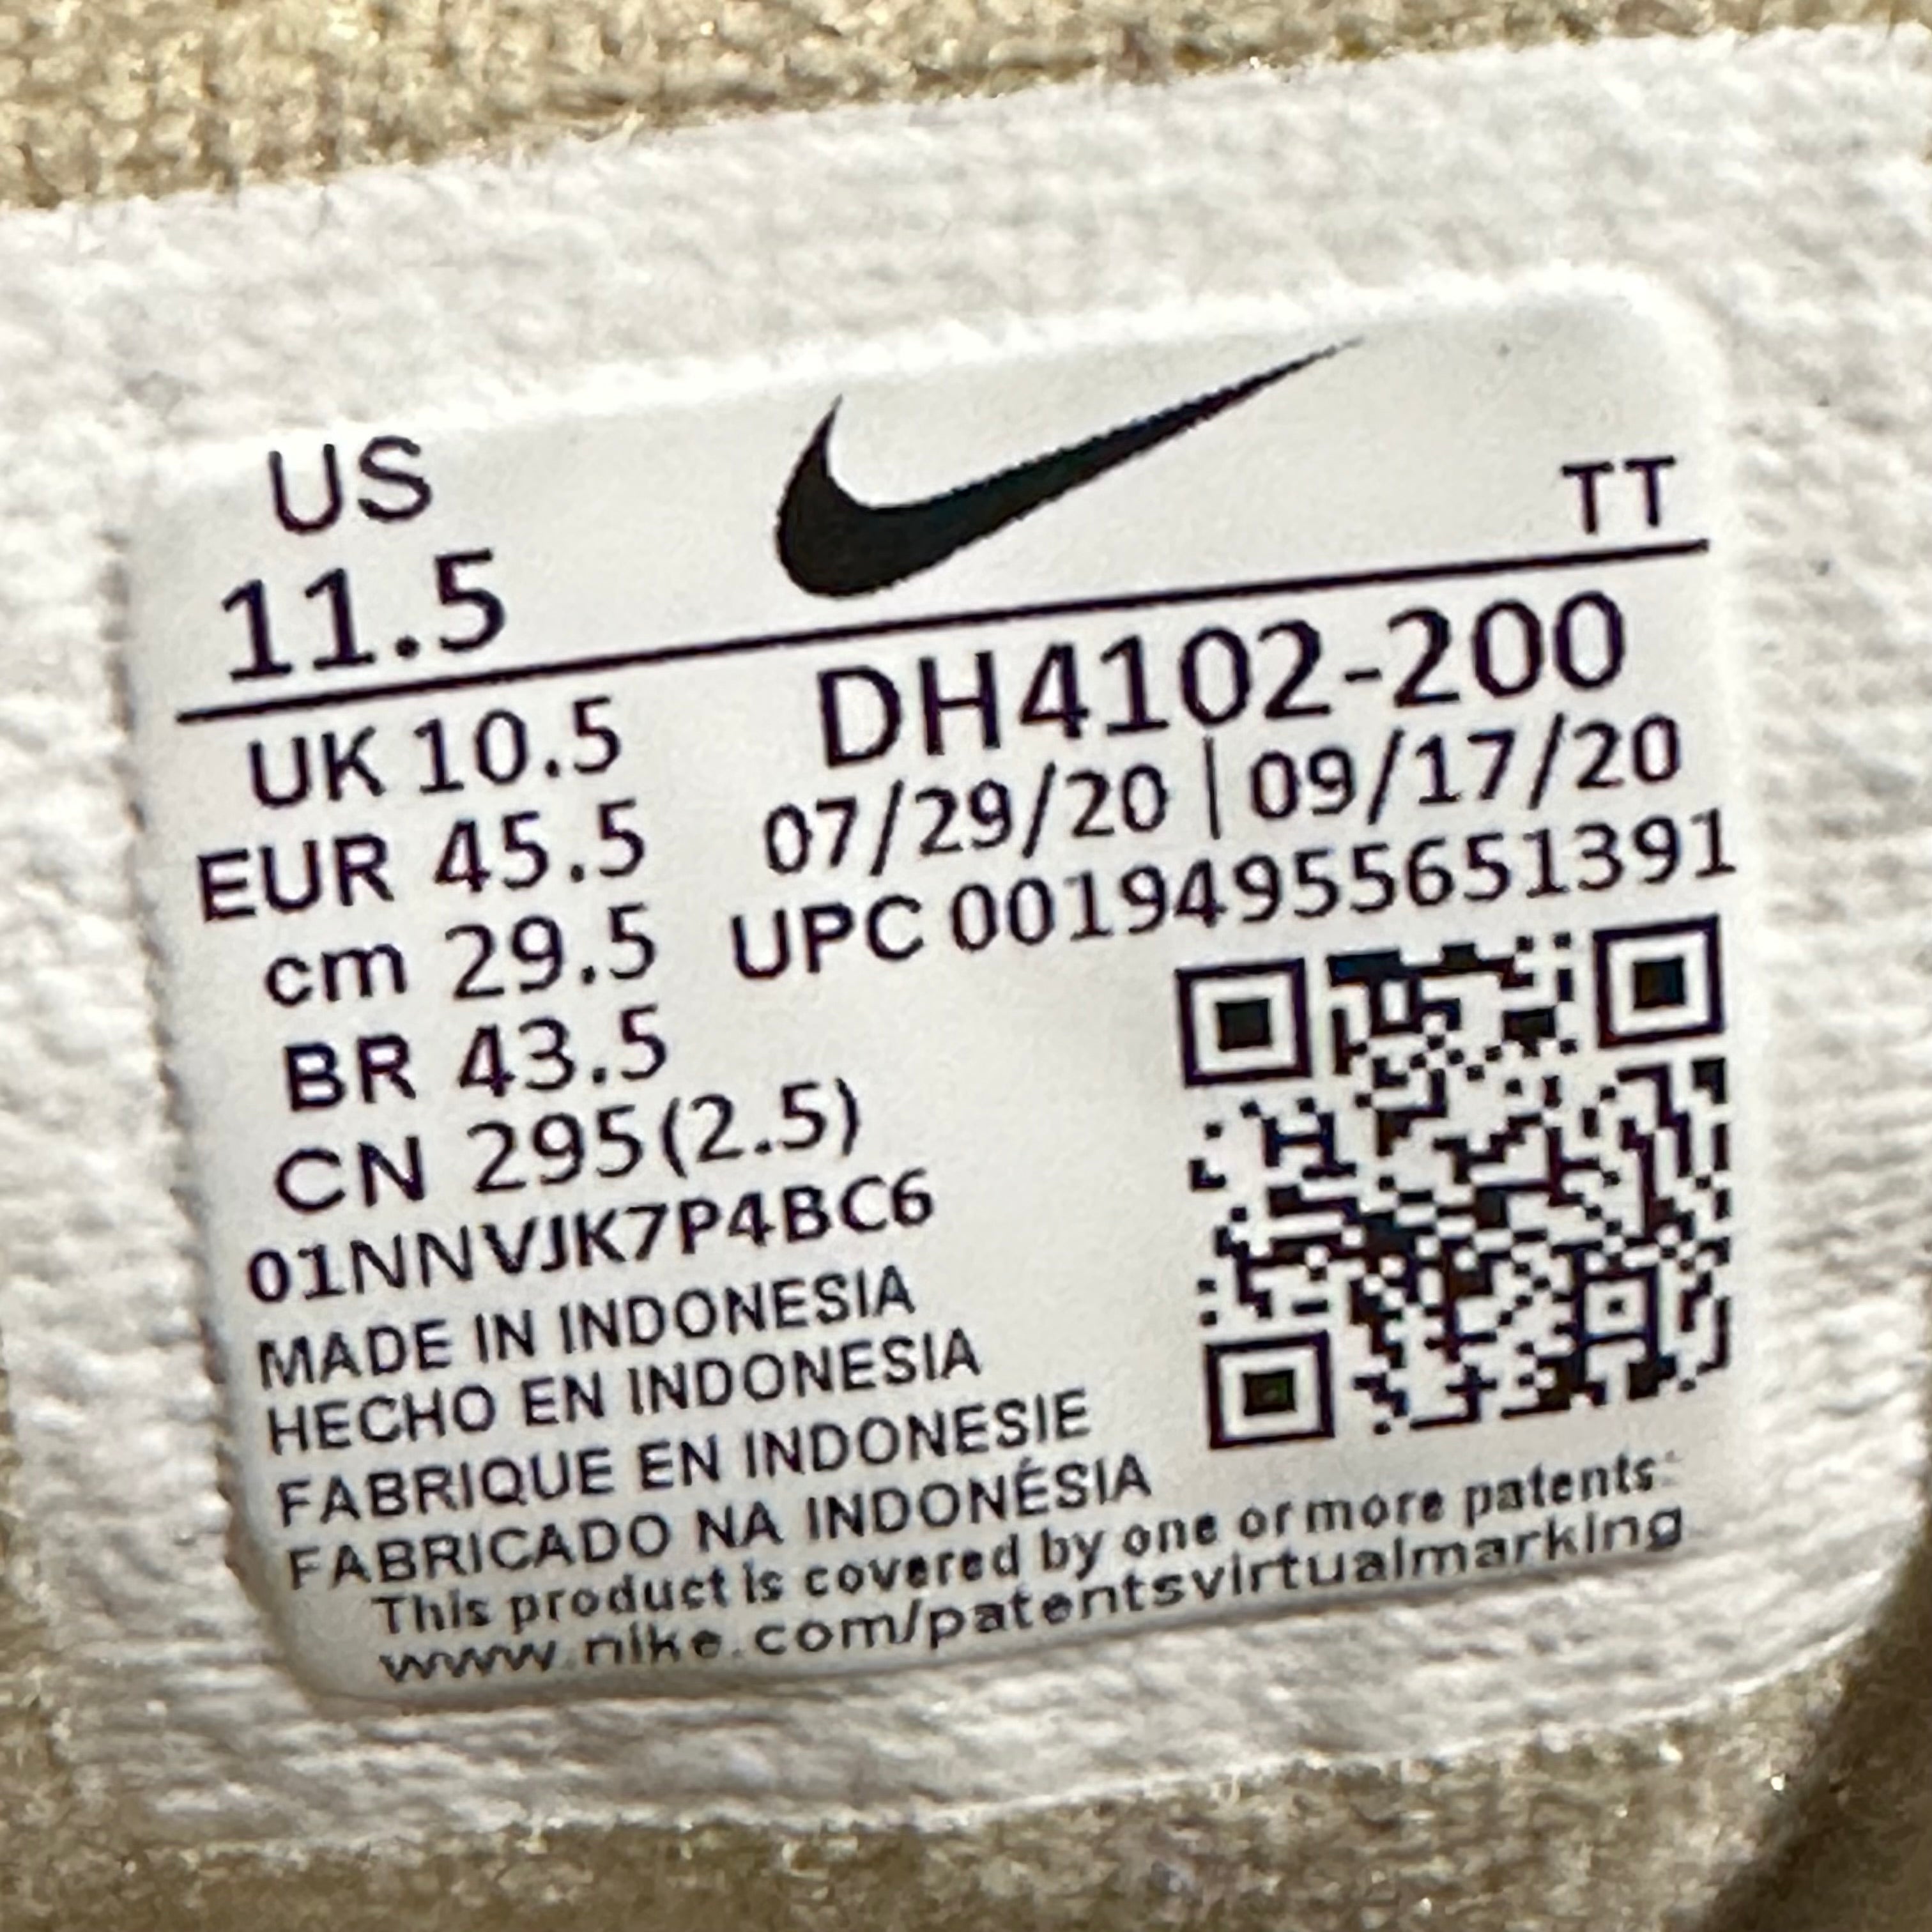 US
TT
11.5
DH4102-200
UK 10.5
07/29/20 | 09/17/20
EUR 45.5
UPC 00194955651391
cm 29.5
BR 43.5
CN 295(2.5)
01NNVJK7P4BC6
MADE IN INDONESIA
HECHO EN INDONESIA
FABRIQUE EN INDONESIE
FABRICADO NA INDONÉSIA
This product is covered by one or more patents:
www.nike.com/patentsvirtualmarking